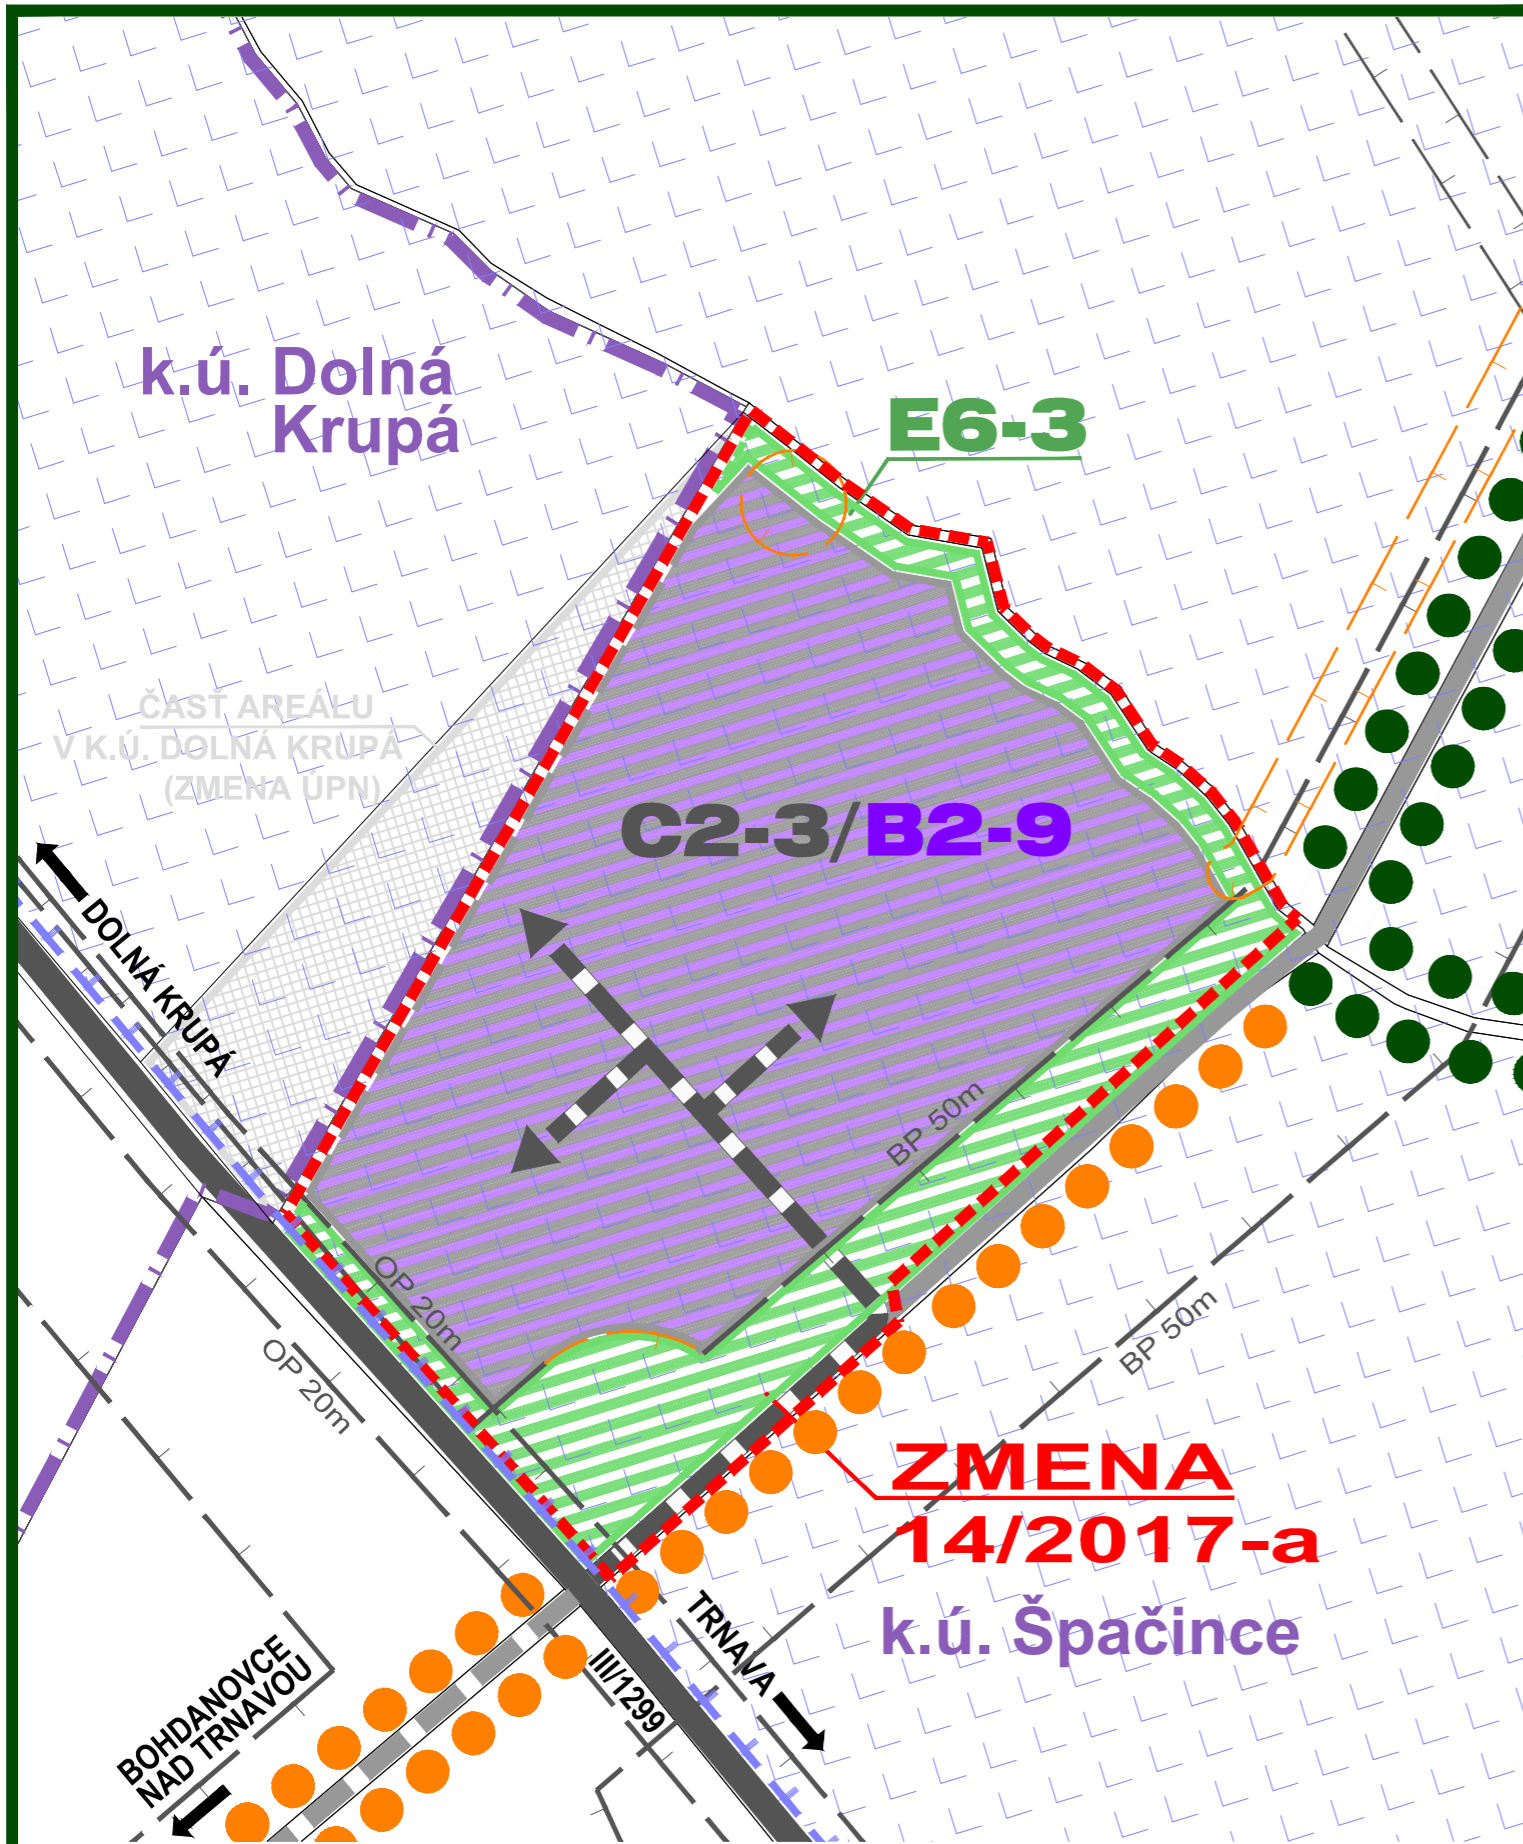 k.ú. Dolná
Krupá
E6-3
ČASŤ AREÁLU
V K.Ú. DOLNÁ KRUPÁ
(ZMENA ÚPN)
C2-3/B2-9
DOLNÁ KRUPÁ
BP 50m
OP 20m
OP 20m
BP 50m
ZMENA
14/2017-a
k.ú. Špačince
TRNAVA
III/1299
BOHDANOVCE
NAD TRNAVOU